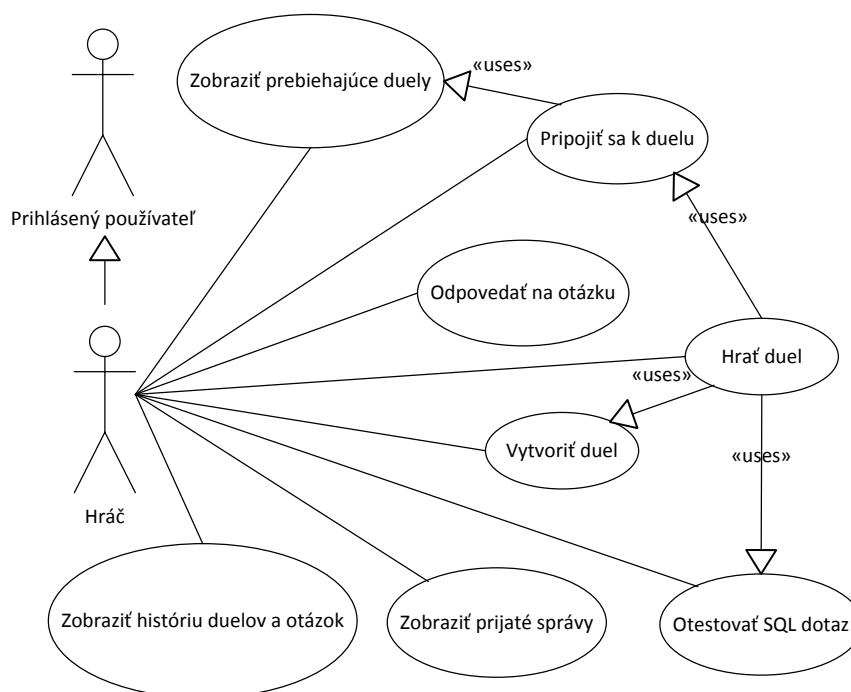 «uses»
Zobraziť prebiehajúce duely
Pripojiť sa k duelu
Prihlásený používateľ
«uses»
Odpovedať na otázku
Hrať duel
«uses»
Vytvoriť duel
«uses»
Hráč
Zobraziť históriu duelov a otázok
Zobraziť prijaté správy
Otestovať SQL dotaz